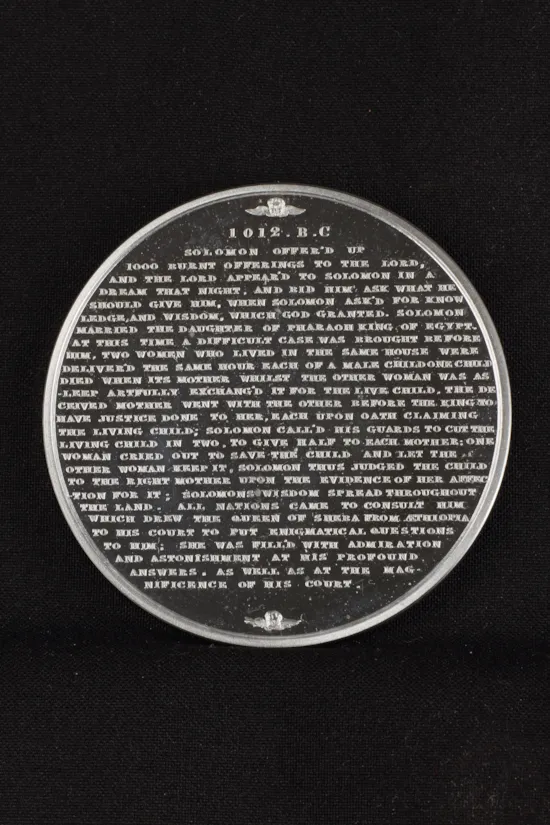 1012.B.C
SOLOMON OFFER'D UP
1000 BURNT OFFERINGS TO THE LORD,
AND THE LORD APPEAR'D TO SOLOMON IN A
DREAM THAT NIGHT, AND BID HIM ASK WHAT HE
SHOULD GIVE HIM, WHEN SOLOMON ASK'D FOR KNOW
LEDGE,AND WISDOM, WHICH GOD GRANTED. SOLOMON
MARRIED THE DAUGHTER OF PHARAOH KING OF EGYPT.
AT THIS TIME A DIFFICULT CASE WAS BROUGHT BEFORE
HIM, TWO WOMEN WHO LIVED IN THE SAME HOUSE WERE
DELIVER'D THE SAME HOUR EACH OF A MALE CHILD ONE CHILD
DIED WHEN ITS MOTHER WHILST THE OTHER WOMAN WAS AS
-LEEP ARTFULLY EXCHANG'D IT FOR THE LIVE CHILD, THE DE
CEIVED MOTHER WENT WITH THE OTHER BEFORE THE KING TO
HAVE JUSTICE DONE TO HER, EACH UPON OATH CLAIMING
THE LIVING CHILD; SOLOMON CALL'D HIS GUARDS TO CUT THE
LIVING CHILD IN TWO, TO GIVE HALF TO EACH MOTHER; ONE
WOMAN CRIED OUT TO SAVE THE CHILD AND LET THE
OTHER WOMAN KEEP IT, SOLOMON THUS JUDGED THE CHILD
TO THE RIGHT MOTHER UPON THE EVIDENCE OF HER AFFEC
-TION FOR IT; SOLOMONS WISDOM SPREAD THROUGHOUT
THE LAND. ALL NATIONS CAME TO CONSULT HIM
WHICH DREW THE QUEEN OF SHEBA FROM ÆTHIOPIA
TO HIS COURT TO PUT ENIGMATICAL QUESTIONS
TO HIM; SHE WAS FILL'D WITH ADMIRATION
AND ASTONISHMENT AT HIS PROFOUND
ANSWERS. AS WELL AS AT THE MAG-
NIFICENCE OF HIS COURT